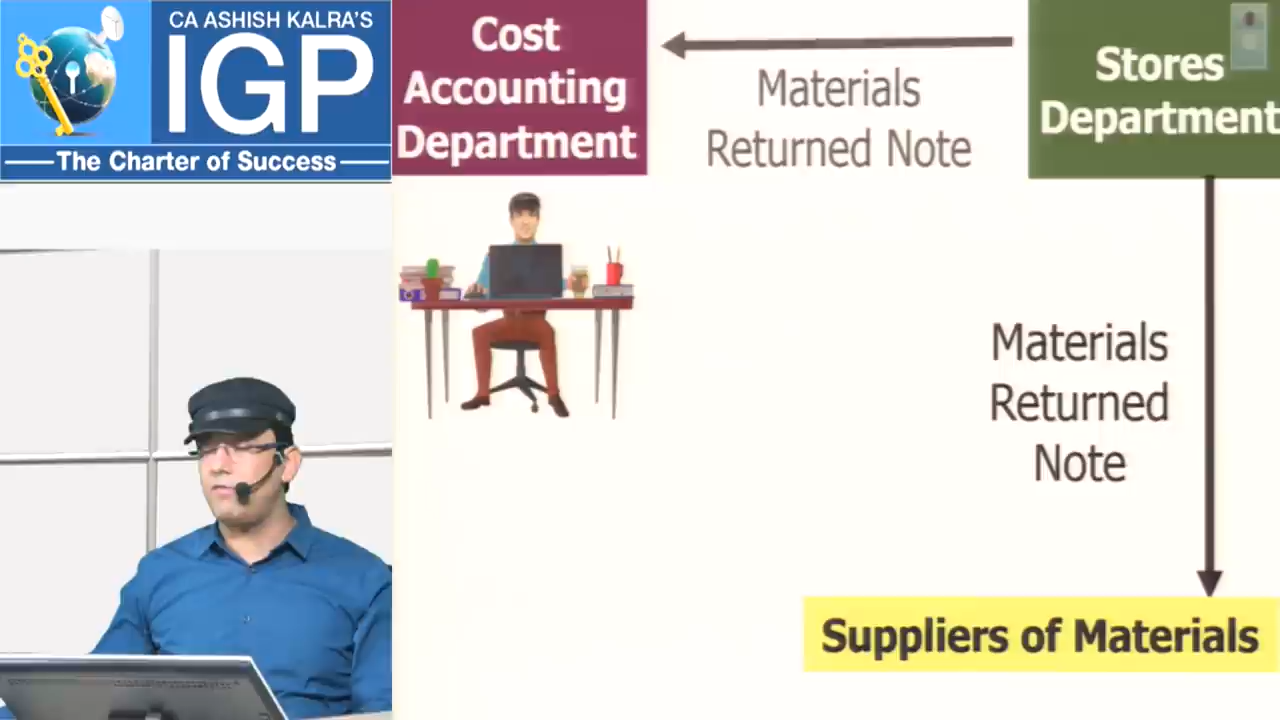 CA ASHISH KALRA'S
IGP
The Charter of Success
Cost
Accounting
Department
Materials
Returned Note
Stores
Department
Materials
Returned
Note
Suppliers of Materials